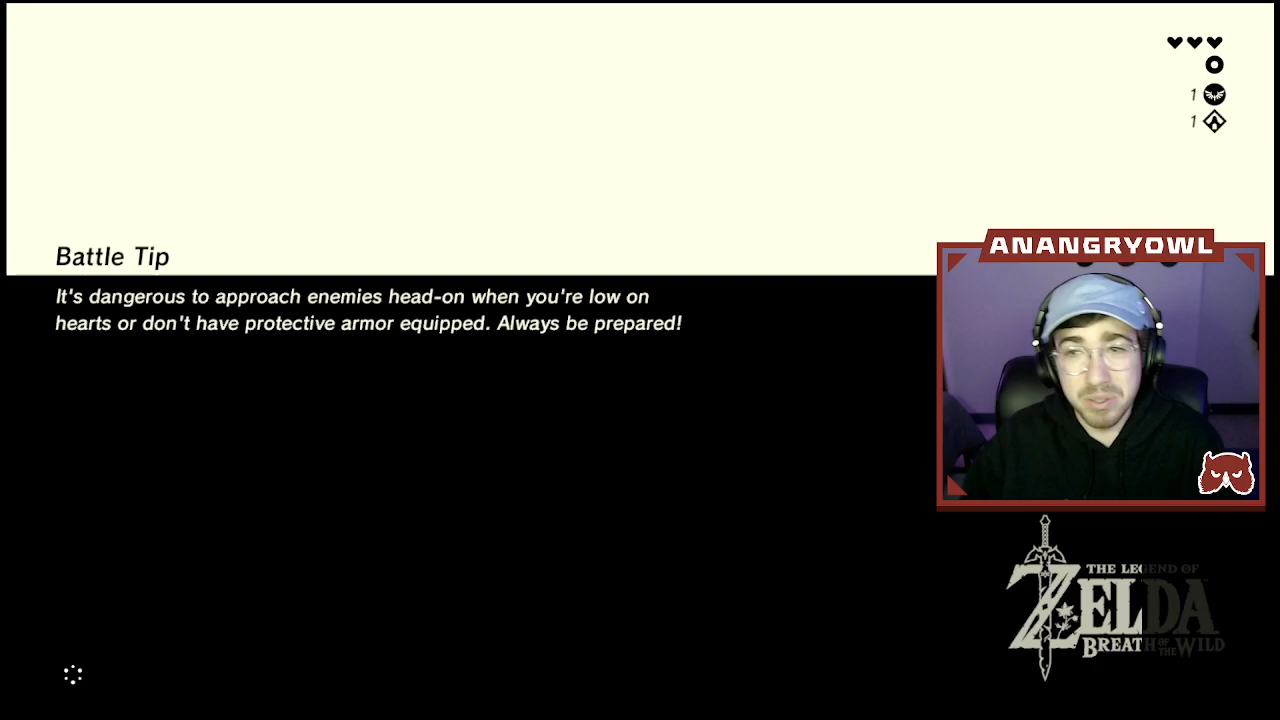 1
1
Battle Tip
It's dangerous to approach enemies head-on when you're low on
hearts or don't have protective armor equipped. Always be prepared!
ANANGRYOWL
THE LEGEND OF
ZELDA
BREATH OF THE WILD